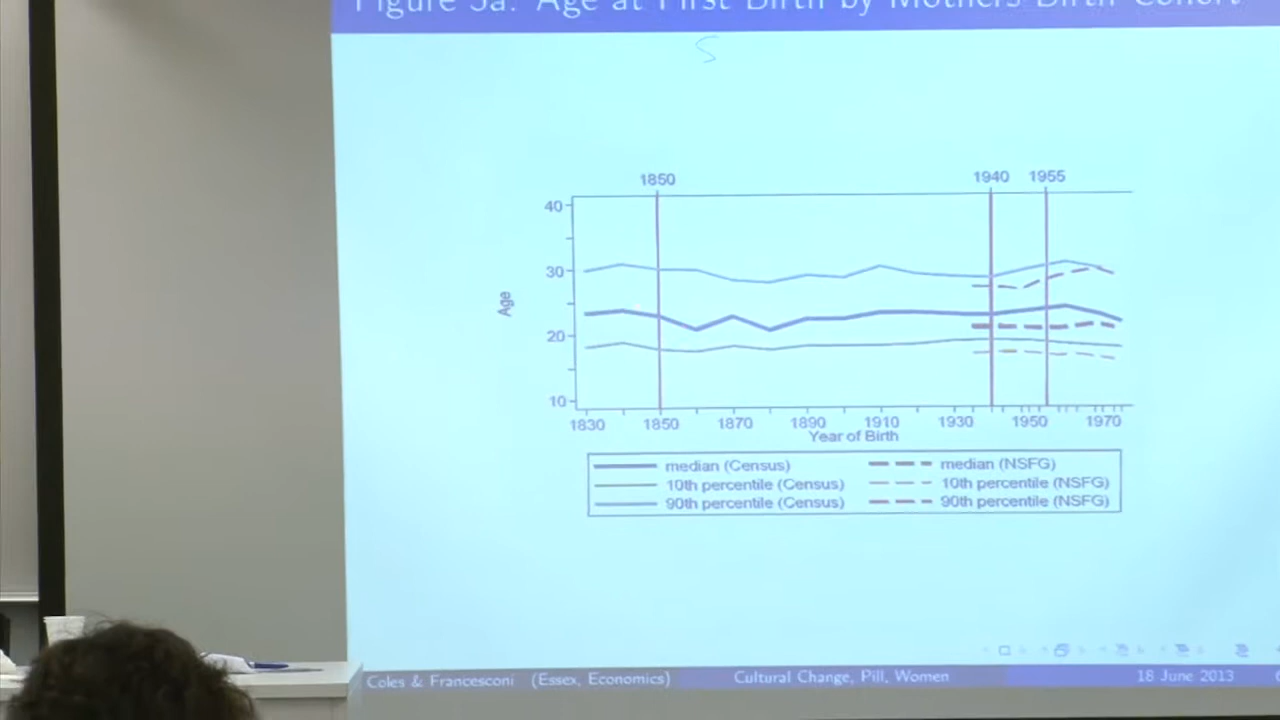 Figure 5a: Age at First Birth by Mothers Birth Cohort
S
1850 1940 1955
40
30
20
10
Age
1830 1850 1870 1890 1910 1930 1950 1970
Year of Birth
median (Census) median (NSFG)
10th percentile (Census) 10th percentile (NSFG)
90th percentile (Census) 90th percentile (NSFG)
Coles & Francesconi (Essex, Economics) Cultural Change, Pill, Women 18 June 2013